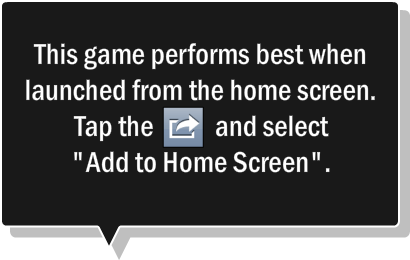 This game performs best when
launched from the home screen.
Tap the and select
"Add to Home Screen".